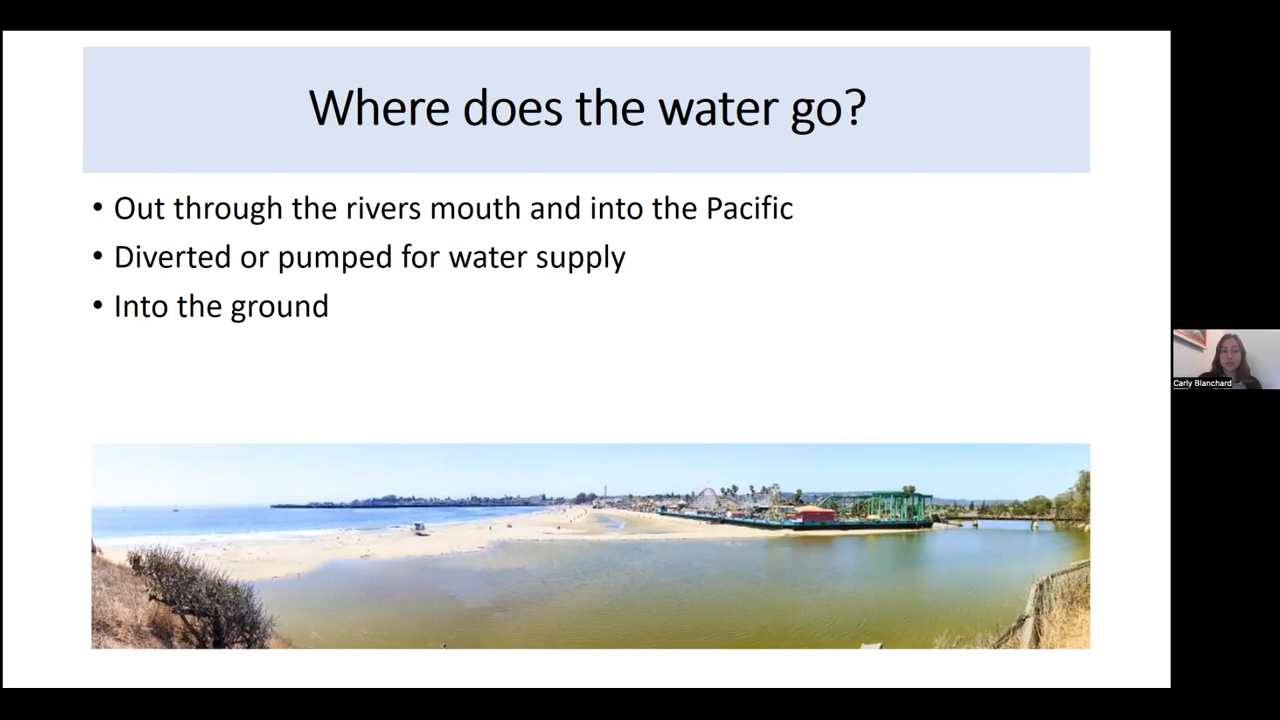 Where does the water go?
• Out through the rivers mouth and into the Pacific
• Diverted or pumped for water supply
• Into the ground
Carly Blanchard